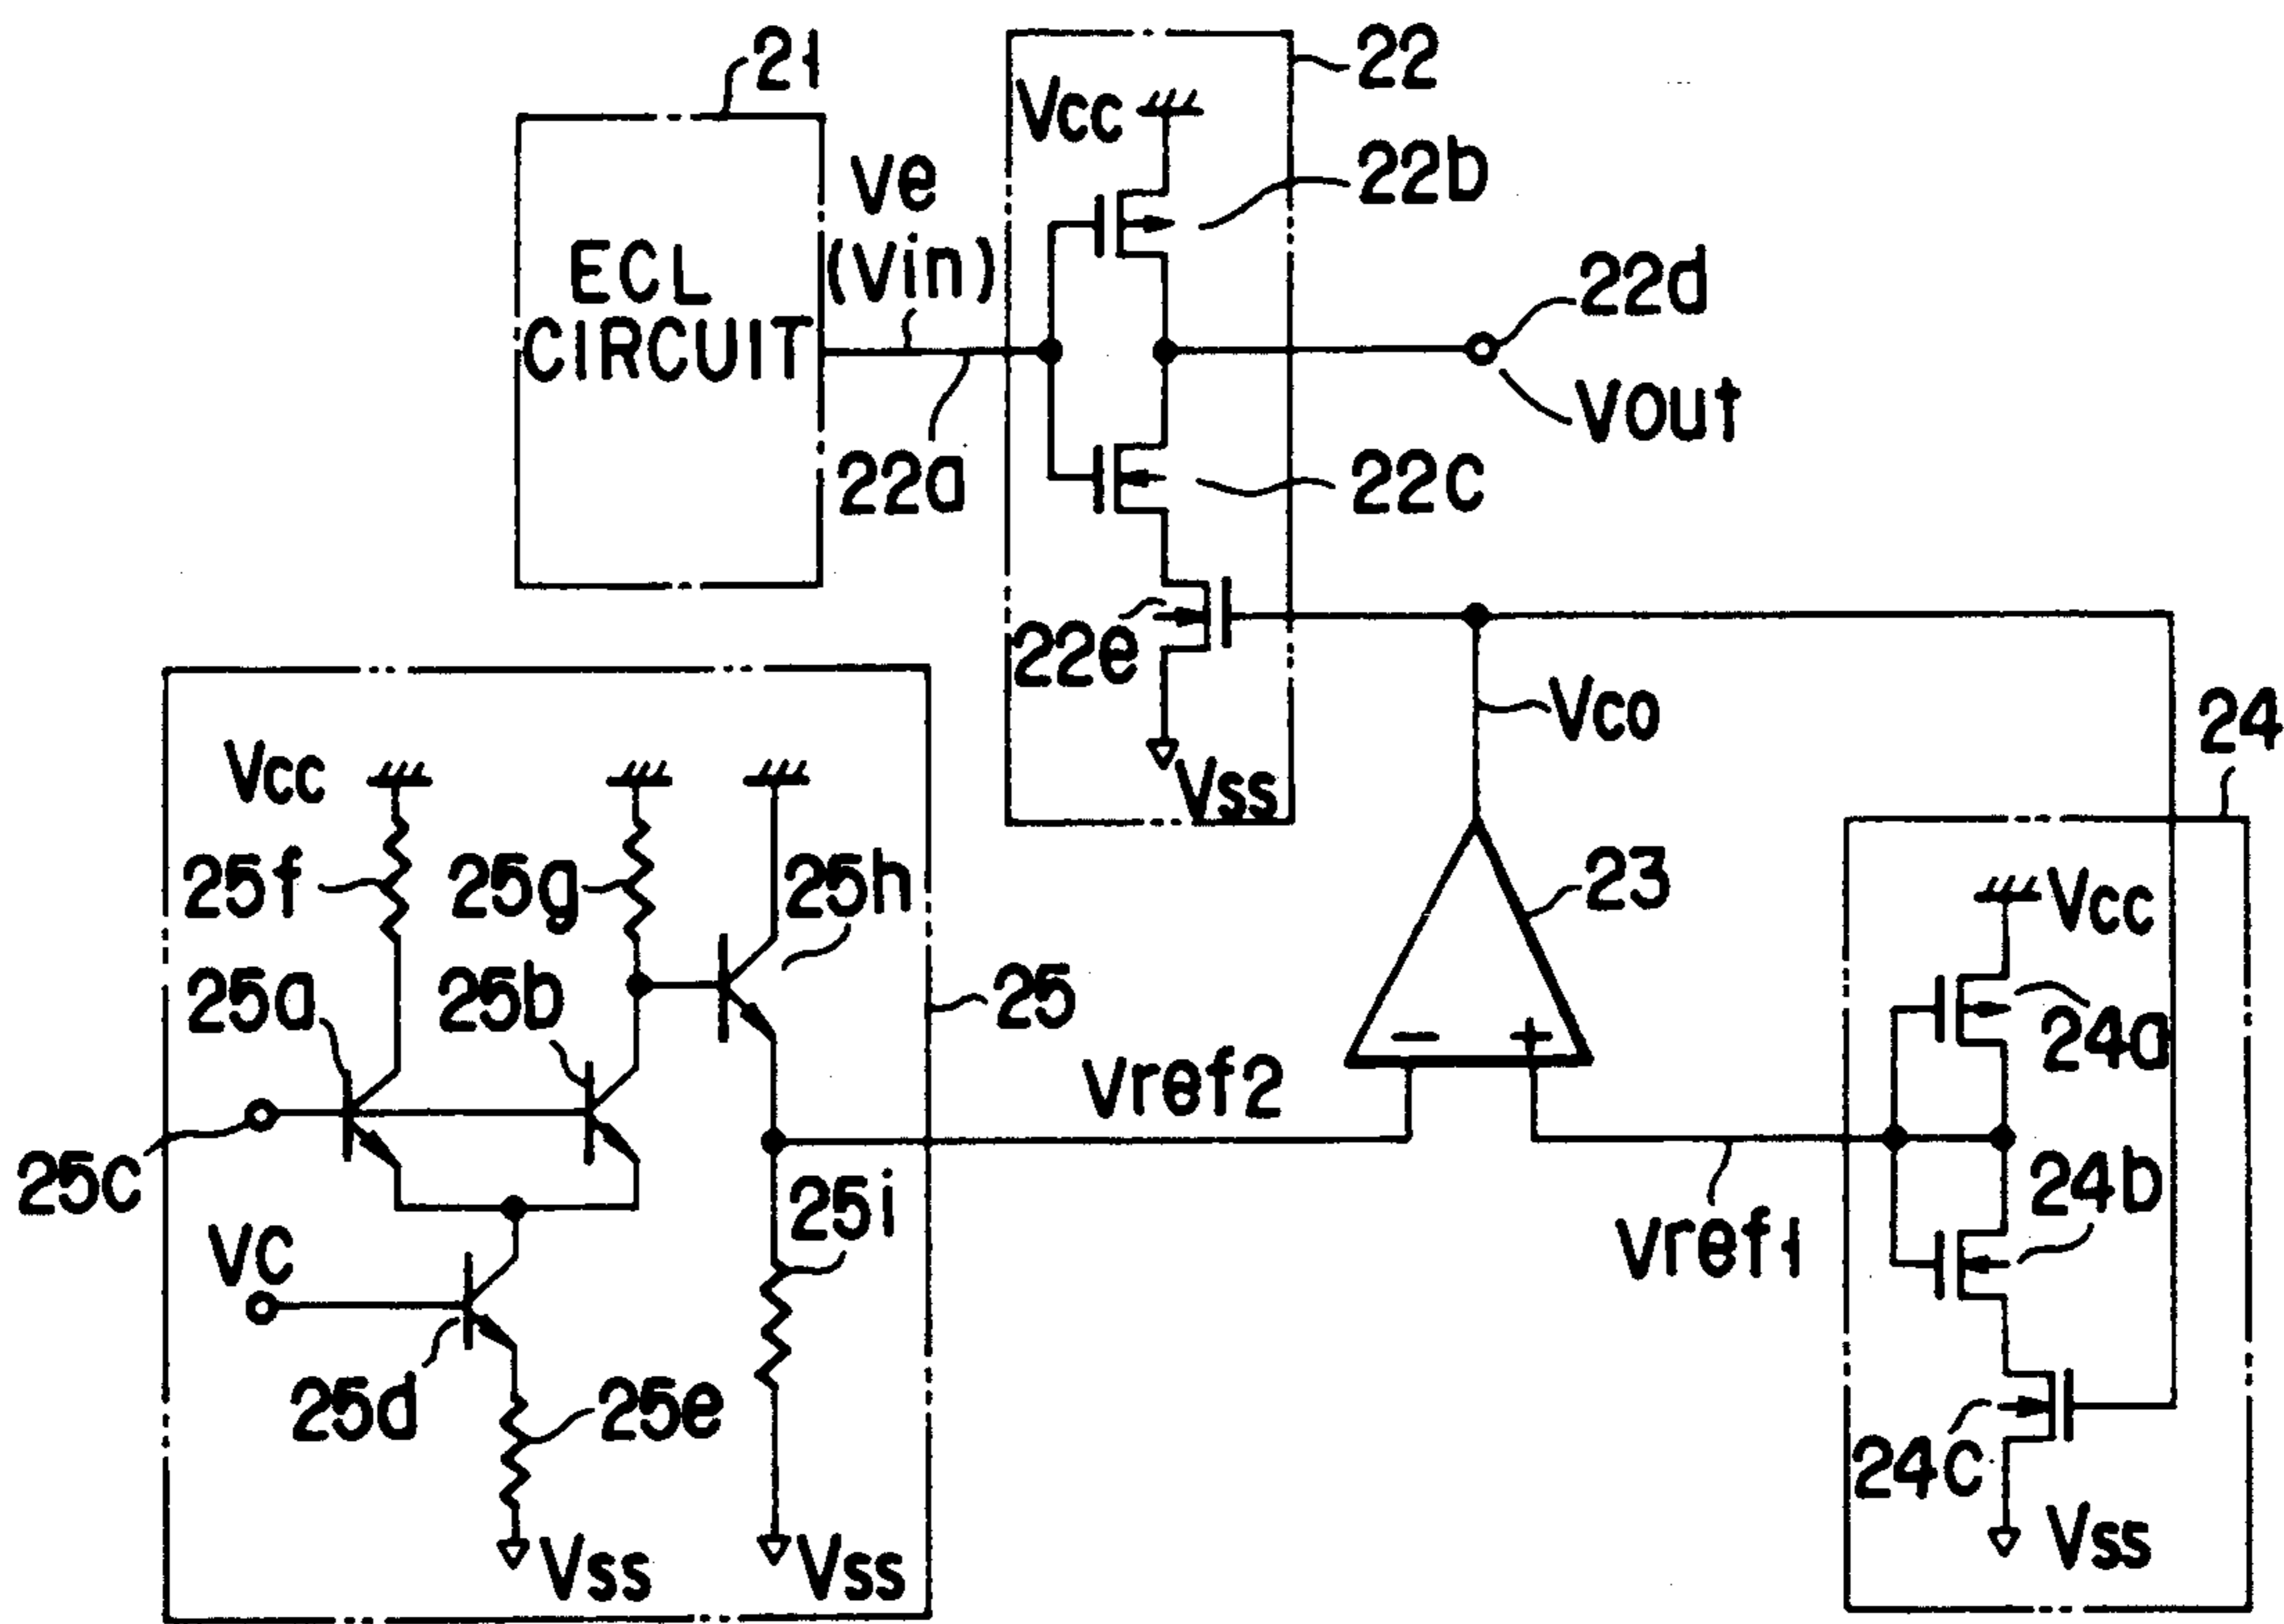 21
22
Vcc
22b
Ve
(Vin)
ECL
CIRCUIT
22d
Vout
22a
22c
22e
Vco
Vss
24
Vcc
25f
25g
25h
23
Vcc
25a
25b
25
24a
Vref2
25c
25i
24b
VC
Vref1
25d
25e
24c
Vss
Vss
Vss
− +